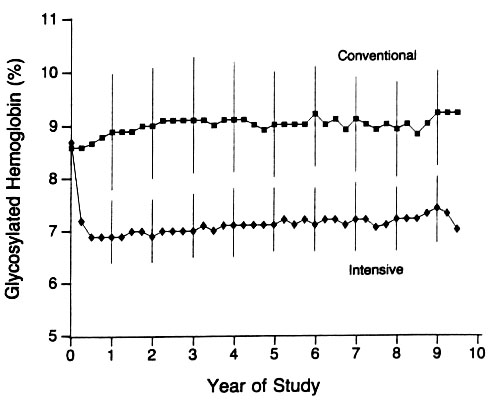 11
10
9
8
7
6
5
Glycosylated Hemoglobin (%)
Conventional
Intensive
0 1 2 3 4 5 6 7 8 9 10
Year of Study